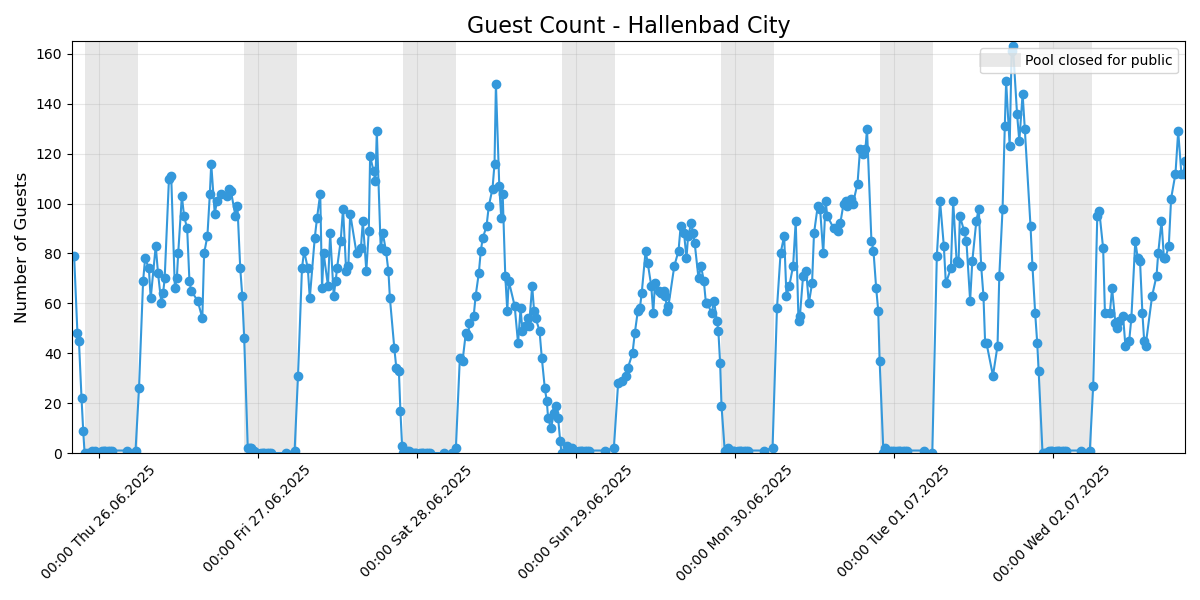 Guest Count - Hallenbad City
Pool closed for public
Number of Guests
160
140
120
100
80
60
40
20
0
00:00 Thu 26.06.2025
00:00 Fri 27.06.2025
00:00 Sat 28.06.2025
00:00 Sun 29.06.2025
00:00 Mon 30.06.2025
00:00 Tue 01.07.2025
00:00 Wed 02.07.2025